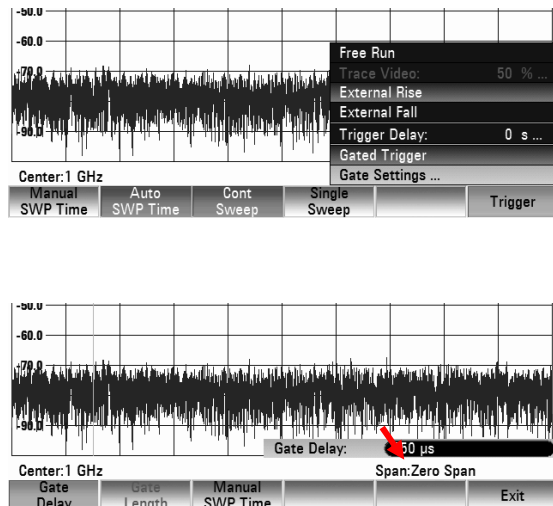 -50.0
-60.0
-70.0
-90.0
Free Run
Trace Video: 50 % ...
External Rise
External Fall
Trigger Delay: 0 s ...
Gated Trigger
Gate Settings ...
Center:1 GHz
Manual SWP Time
Auto SWP Time
Cont Sweep
Single Sweep
Trigger
-50.0
-60.0
-70.0
-90.0
Gate Delay: 50 µs
Center:1 GHz Span:Zero Span
Gate Delay
Gate Length
Manual SWP Time
Exit